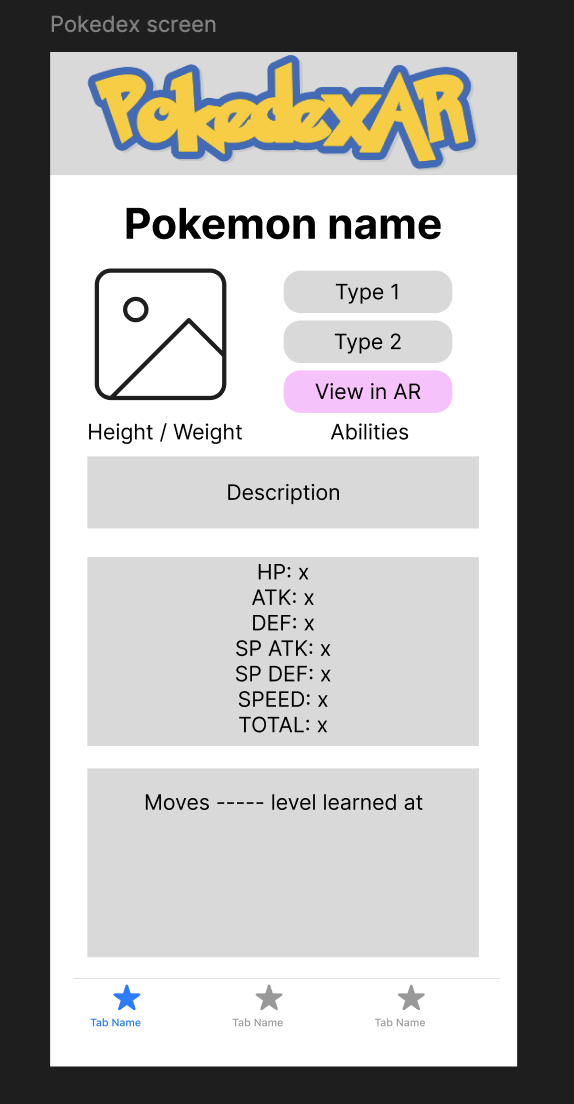 Pokedex screen
PokedexAR
Pokemon name
Type 1
Type 2
View in AR
Height / Weight
Abilities
Description
HP: x
ATK: x
DEF: x
SP ATK: x
SP DEF: x
SPEED: x
TOTAL: x
Moves ----- level learned at
Tab Name
Tab Name
Tab Name